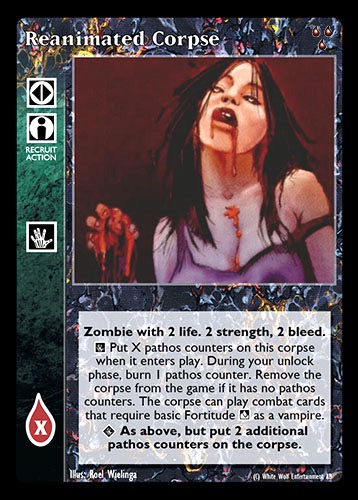 Reanimated Corpse
RECRUIT
ACTION
Zombie with 2 life. 2 strength, 2 bleed.
Put X pathos counters on this corpse
when it enters play. During your unlock
phase, burn 1 pathos counter. Remove the
corpse from the game if it has no pathos
counters. The corpse can play combat cards
that require basic Fortitude as a vampire.
As above, but put 2 additional
pathos counters on the corpse.
X
Illus: Roel Wielinga
(C) White Wolf Entertainment AB